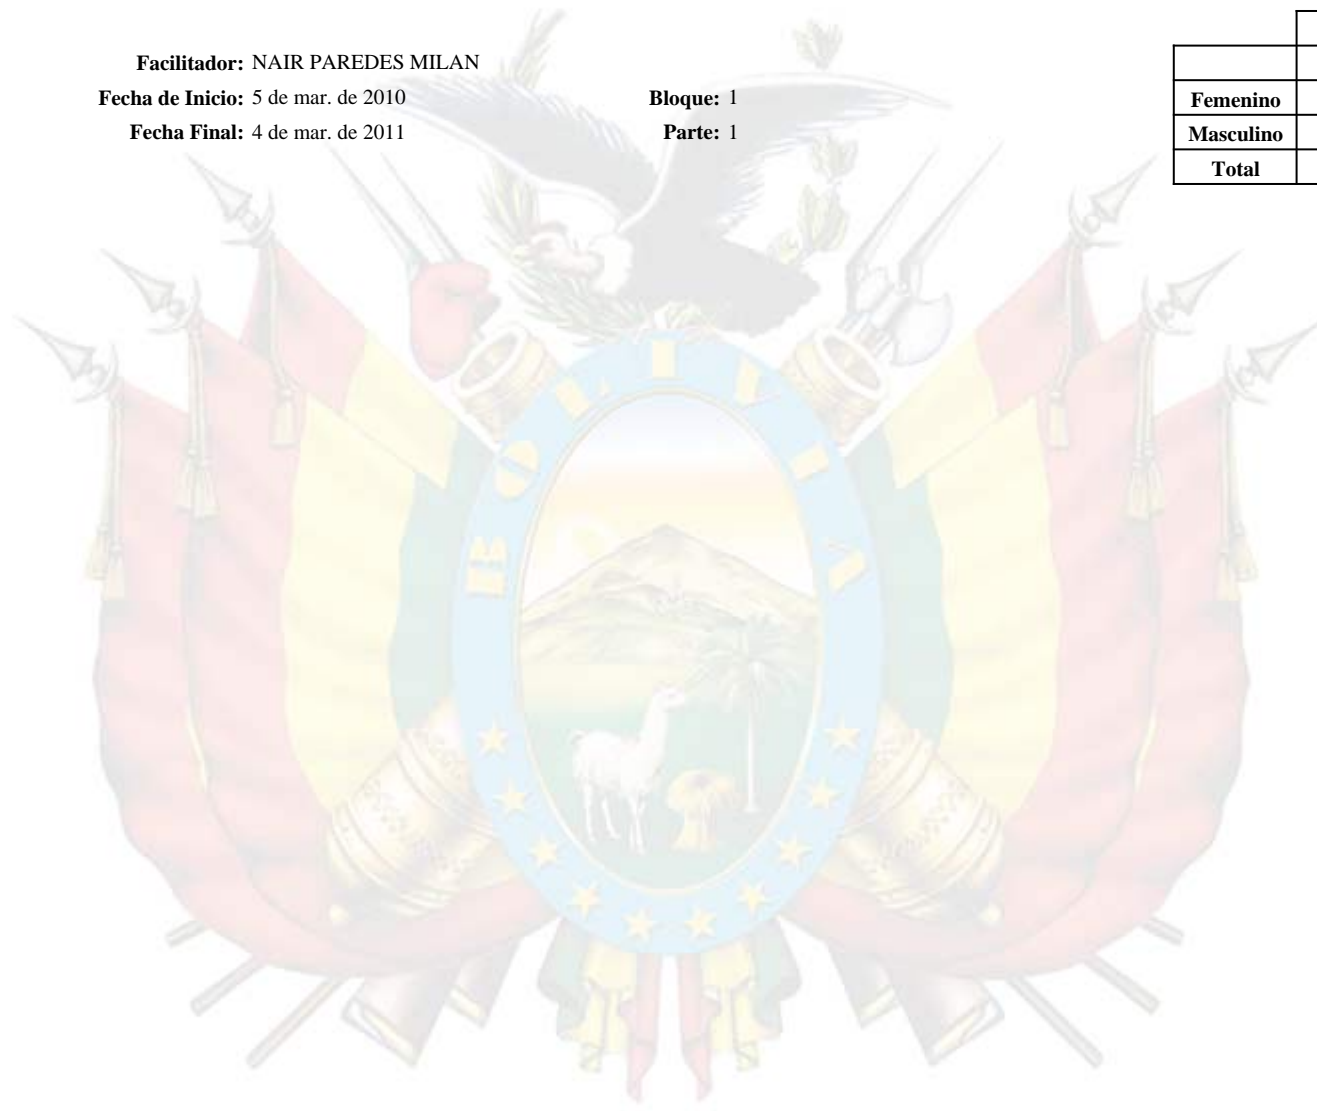 Facilitador: NAIR PAREDES MILAN
Fecha de Inicio: 5 de mar. de 2010 Bloque: 1
Femenino
Fecha Final: 4 de mar. de 2011 Parte: 1
Masculino
Total
BOLIVIA